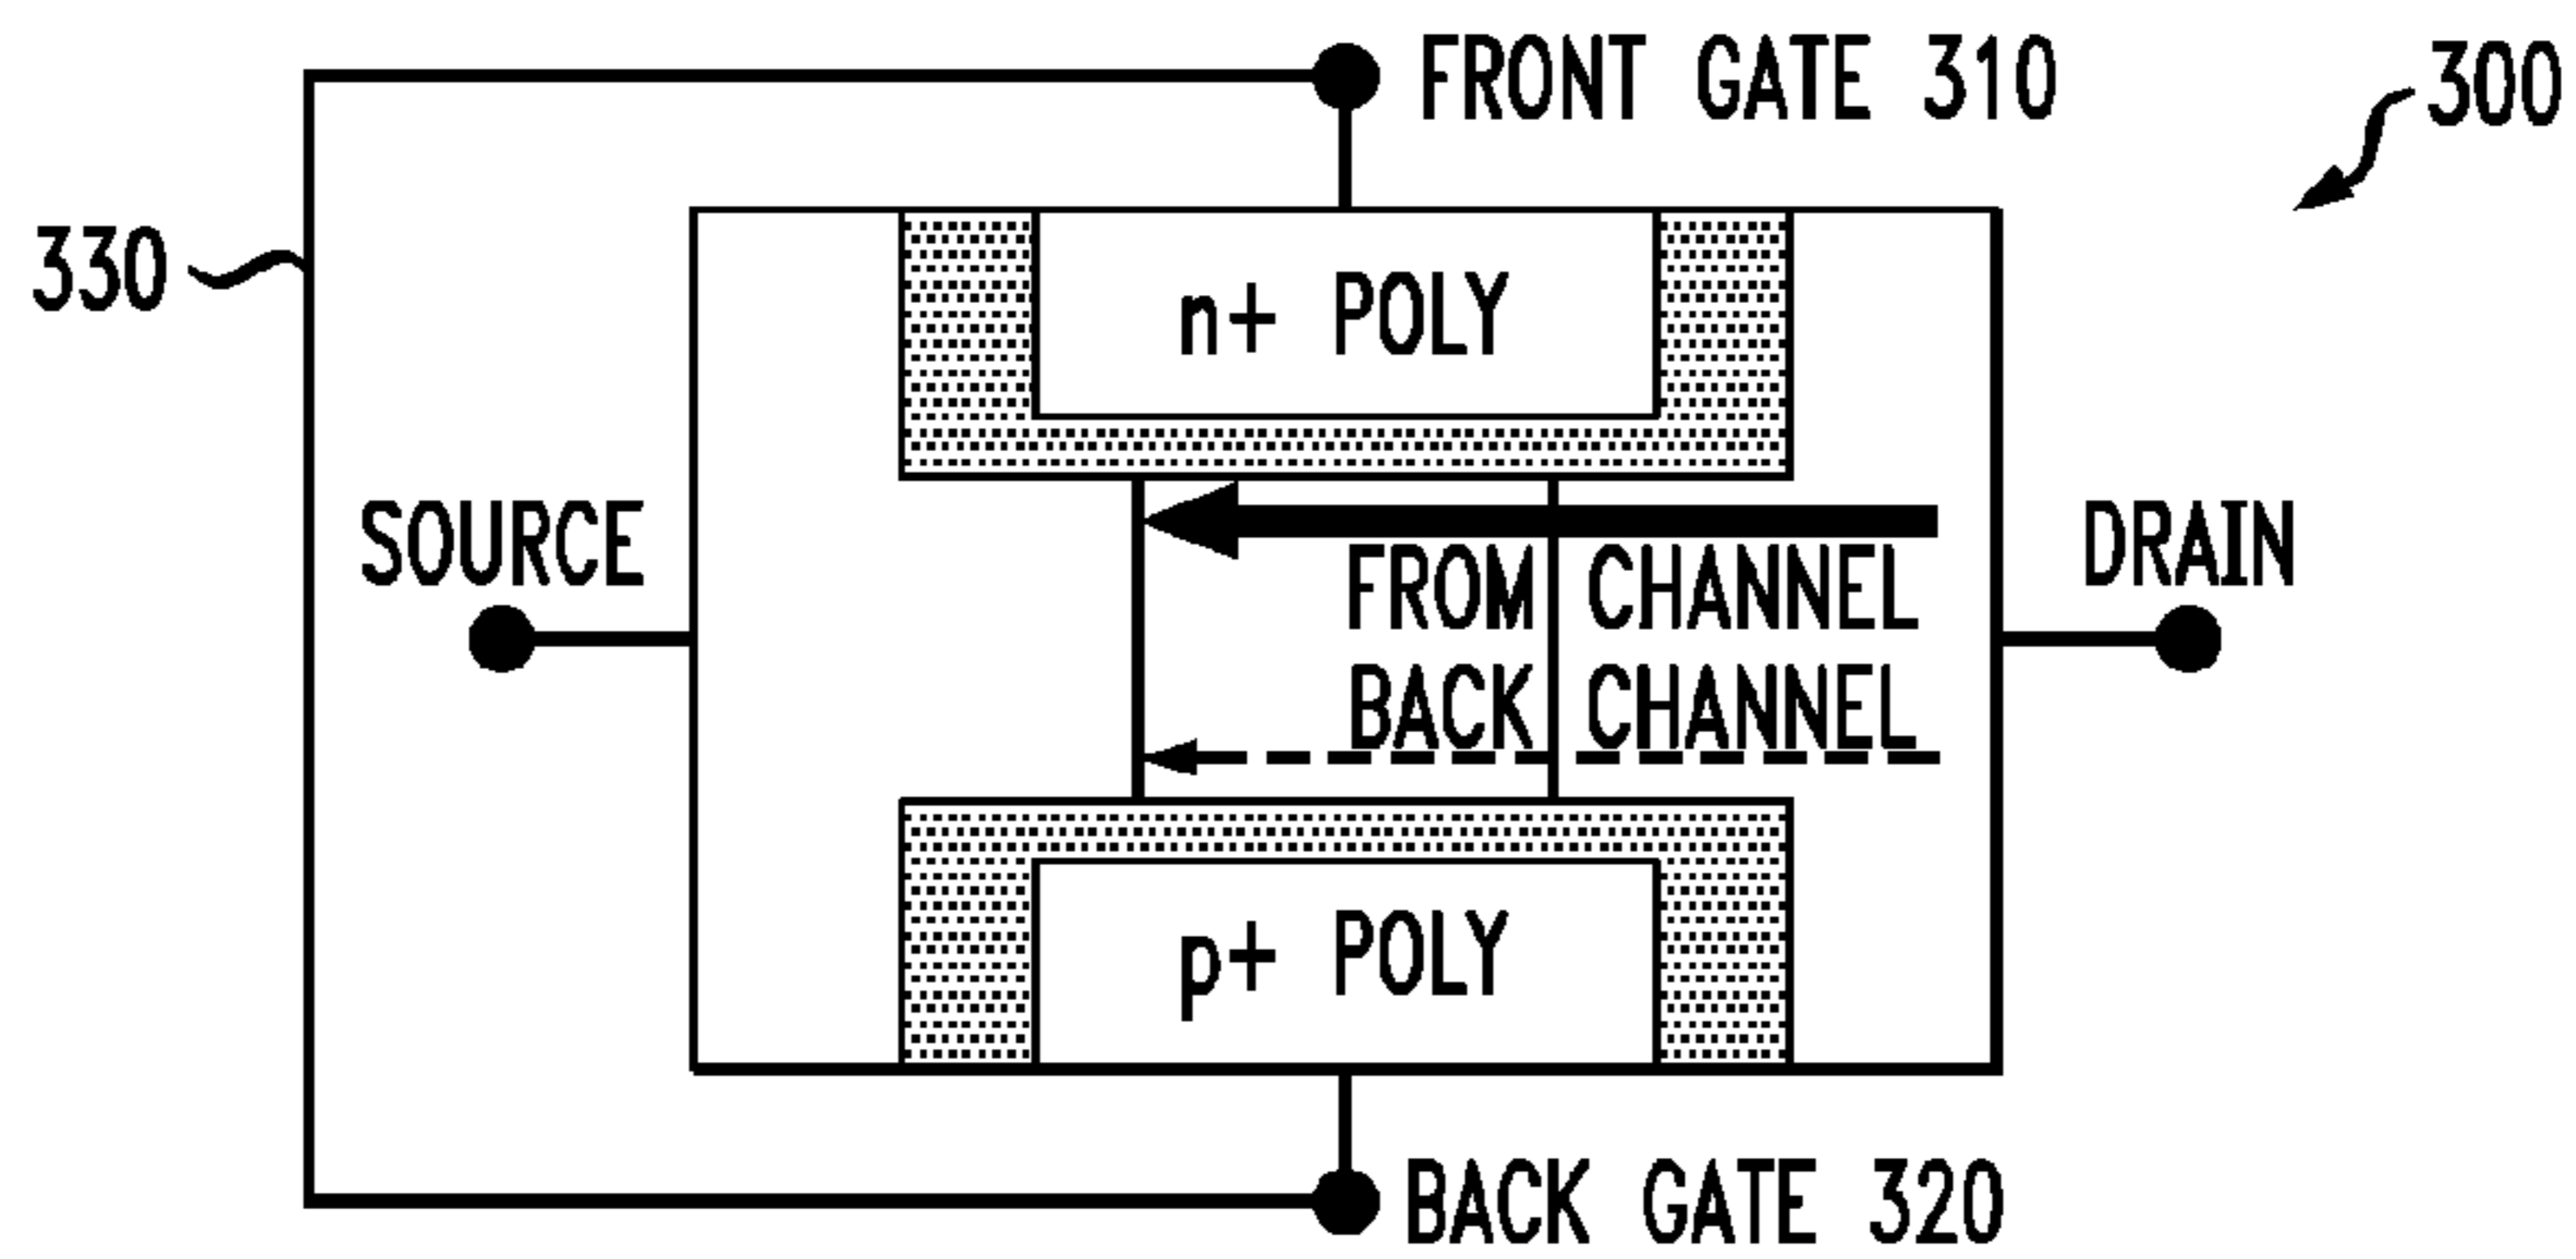 FRONT GATE 310
300
330
n+ POLY
SOURCE
FROM CHANNEL
DRAIN
BACK CHANNEL
p+ POLY
BACK GATE 320